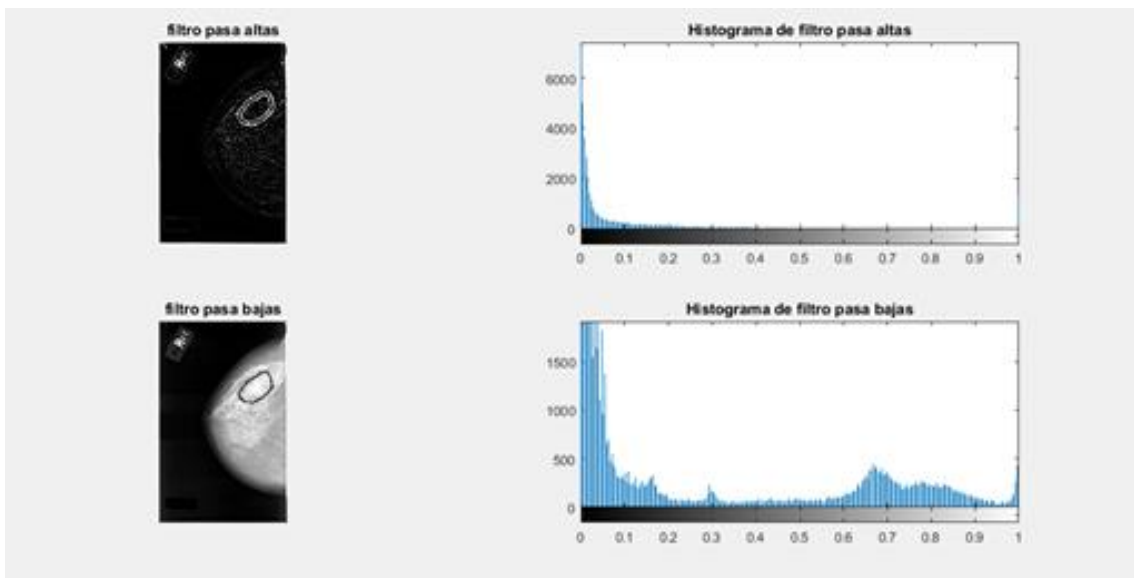 filtro pasa altas
Histograma de filtro pasa altas
6000
4000
2000
0
0 0.1 0.2 0.3 0.4 0.5 0.6 0.7 0.8 0.9 1
filtro pasa bajas
Histograma de filtro pasa bajas
1500
1000
500
0
0 0.1 0.2 0.3 0.4 0.5 0.6 0.7 0.8 0.9 1